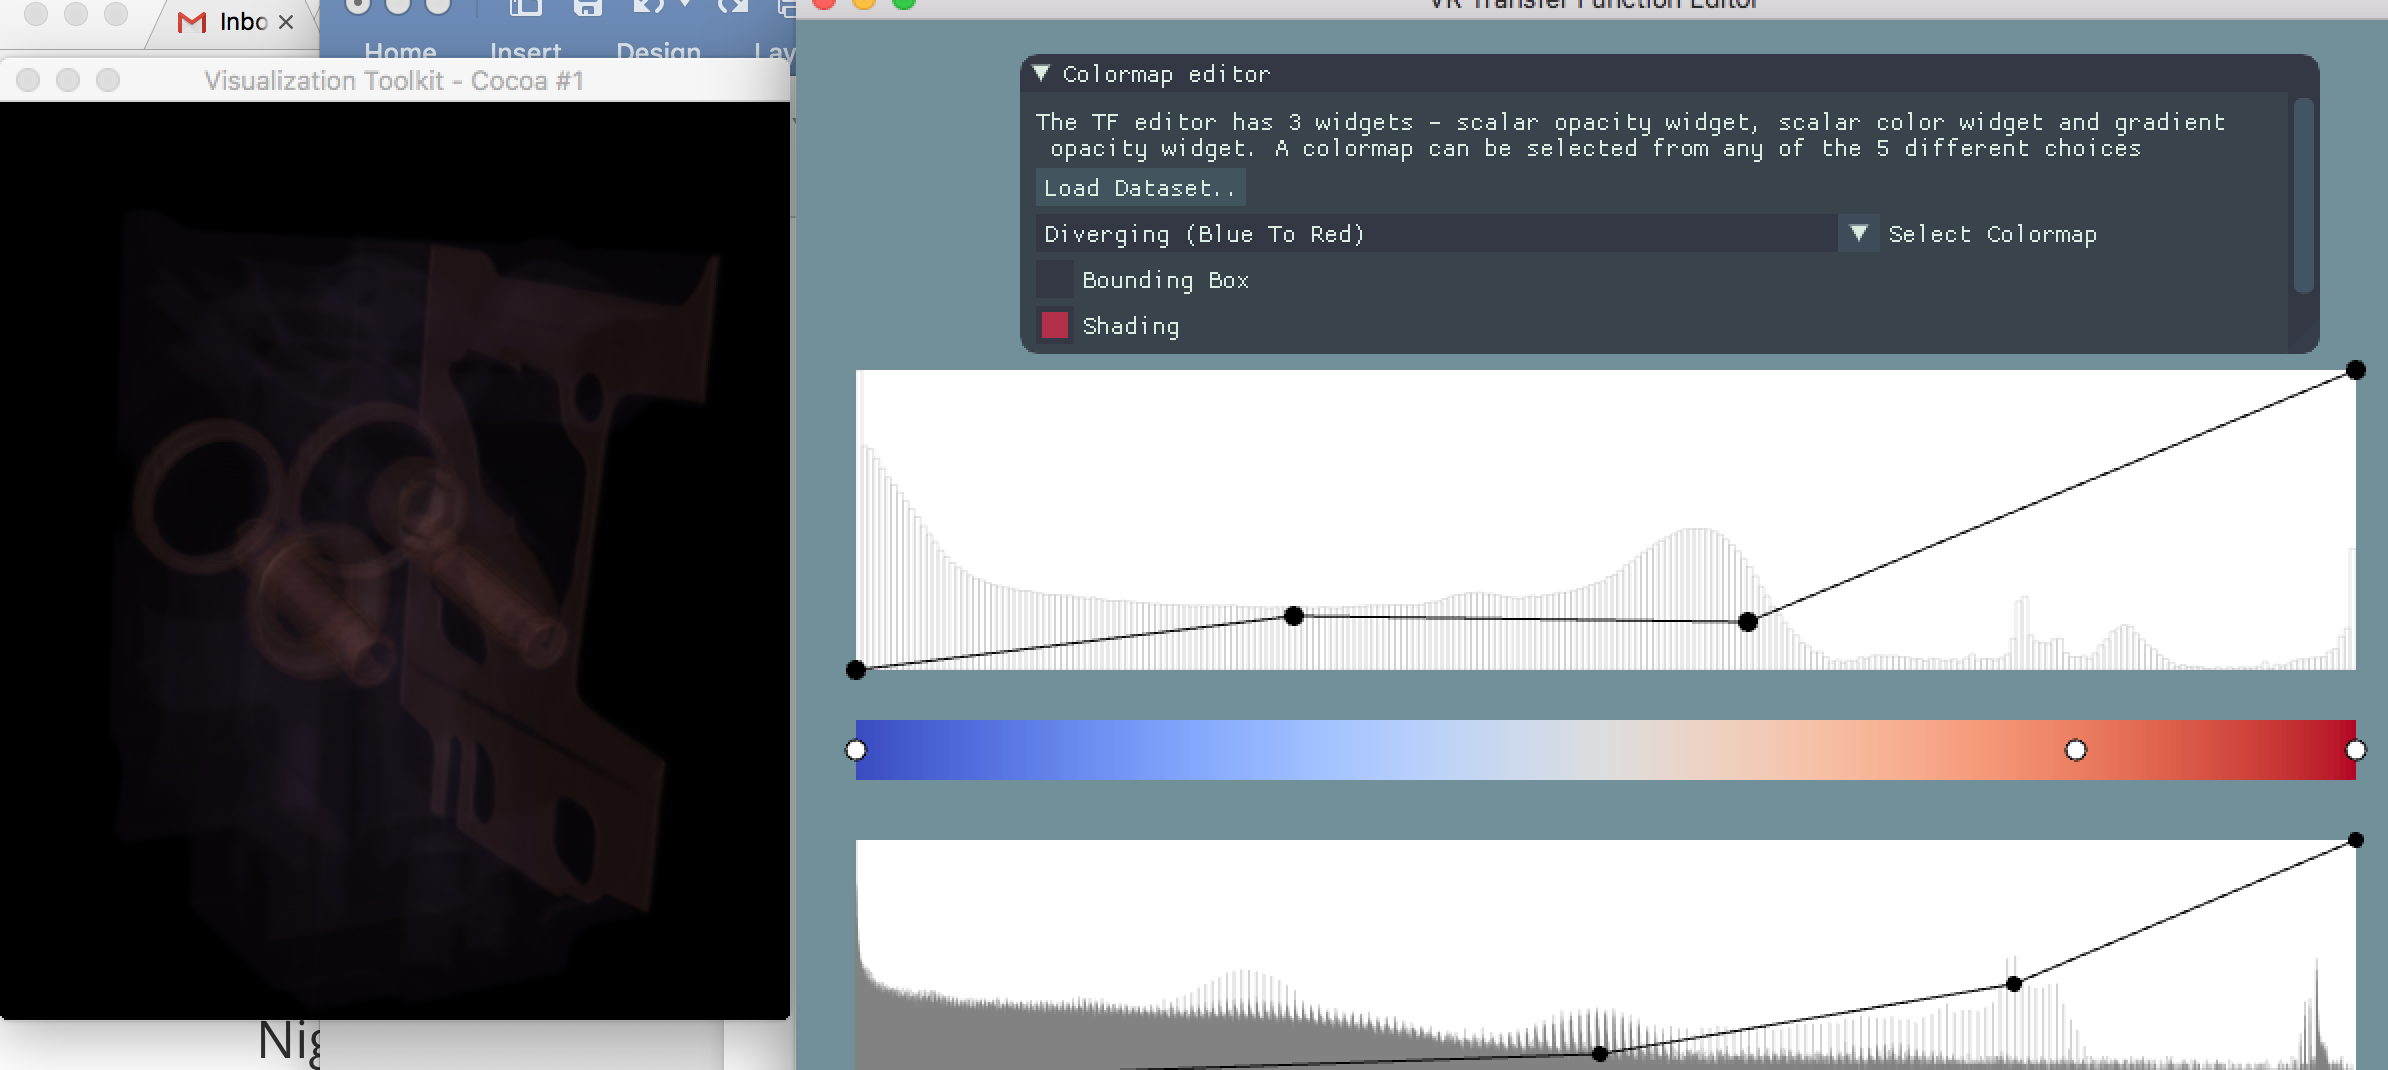 Inbo
Home Insert Design Lay
Visualization Toolkit - Cocoa #1
VR Transfer Function Editor
Colormap editor
The TF editor has 3 widgets - scalar opacity widget, scalar color widget and gradient
opacity widget. A colormap can be selected from any of the 5 different choices
Load Dataset..
Diverging (Blue To Red) Select Colormap
Bounding Box
Shading
Nig